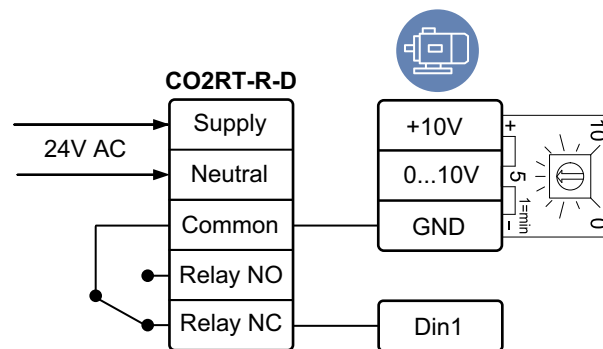 CO2RT-R-D
24V AC
Supply
Neutral
Common
Relay NO
Relay NC
+10V
0...10V
GND
Din1
+
-
1=min
5
10
0